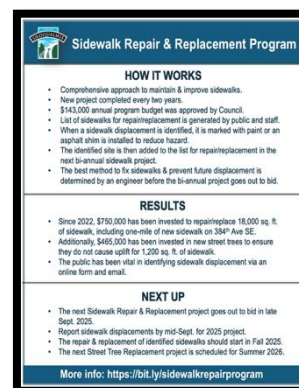 Sidewalk Repair & Replacement Program
HOW IT WORKS
• Comprehensive approach to maintain & improve sidewalks.
• New project completed every two years.
• $143,000 annual program budget was approved by Council.
• List of sidewalks for repair/replacement is generated by public and staff.
• When a sidewalk displacement is identified, it is marked with paint or an
asphalt shim is installed to reduce hazard.
• The identified site is then added to the list for repair/replacement in the
next bi-annual sidewalk project.
• The best method to fix sidewalks & prevent future displacement is
determined by an engineer before the bi-annual project goes out to bid.
RESULTS
• Since 2022, $750,000 has been invested to repair/replace 18,000 sq. ft.
of sidewalk, including one-mile of new sidewalk on 384th Ave SE.
• Additionally, $465,000 has been invested in new street trees to ensure
they do not cause uplift for 1,200 sq. ft. of sidewalk.
• The public has been vital in identifying sidewalk displacement via an
online form and email.
NEXT UP
• The next Sidewalk Repair & Replacement project goes out to bid in late
Sept. 2025.
• Report sidewalk displacements by mid-Sept. for 2025 project.
• The repair & replacement of identified sidewalks should start in Fall 2025.
• The next Street Tree Replacement project is scheduled for Summer 2026.
More info: https://bit.ly/sidewalkrepairprogram